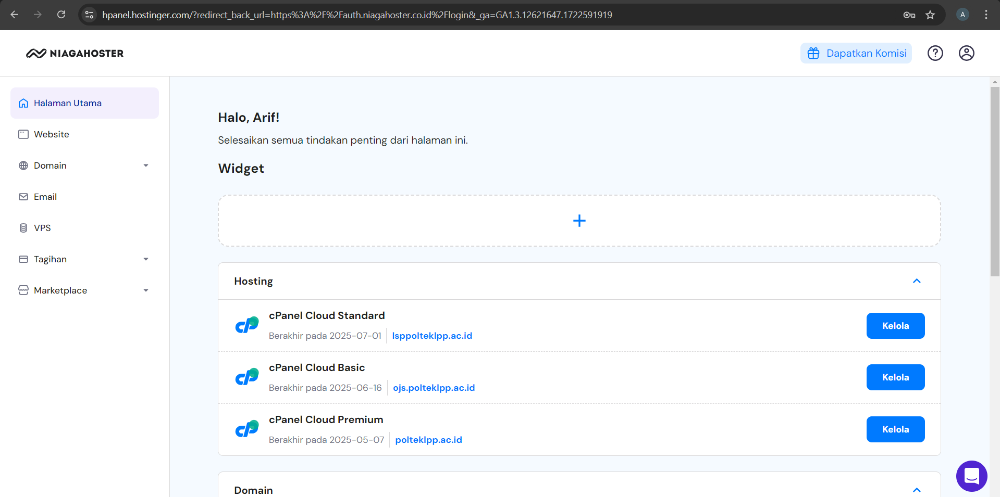 hpanel.hostinger.com/?redirect_back_url=https%3A%2F%2Fauth.niagahoster.co.id%2Flogin&_ga=GA1.3.12621647.1722591919
A
NIAGAHOSTER
Dapatkan Komisi
Halaman Utama
Website
Domain
Email
VPS
Tagihan
Marketplace
Halo, Arif!
Selesaikan semua tindakan penting dari halaman ini.
Widget
Hosting
cPanel Cloud Standard
Berakhir pada 2025-07-01 lsppolteklpp.ac.id
Kelola
cPanel Cloud Basic
Berakhir pada 2025-06-16 ojs.polteklpp.ac.id
Kelola
cPanel Cloud Premium
Berakhir pada 2025-05-07 polteklpp.ac.id
Kelola
Domain